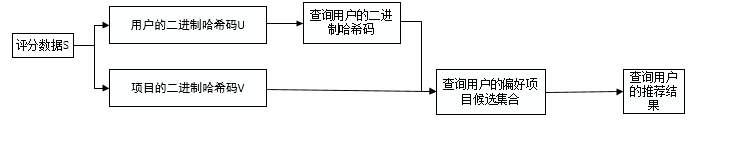 评分数据S
用户的二进制哈希码U
查询用户的二进
制哈希码
项目的二进制哈希码V
查询用户的偏好项
目候选集合
查询用户
的推荐结
果